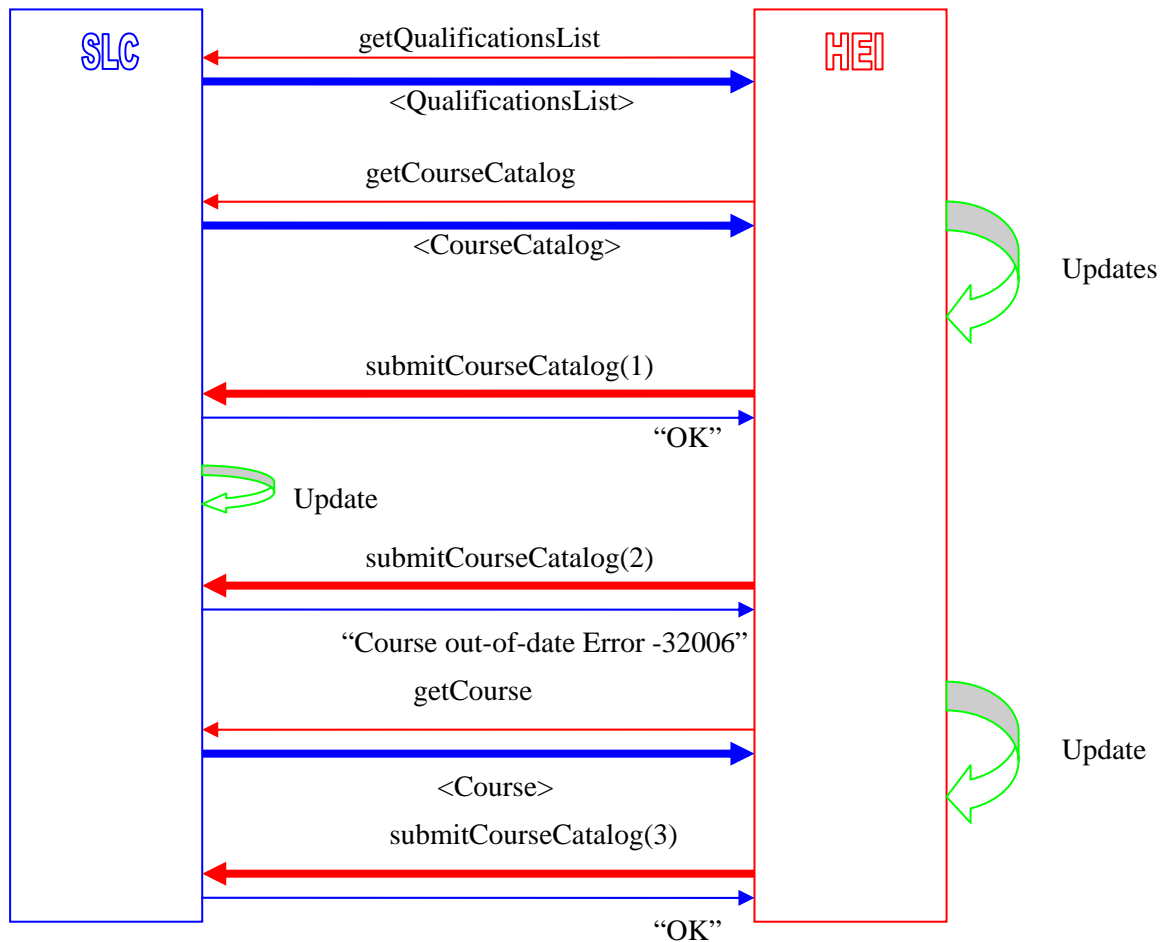 SLC
HEI
getQualificationsList
<QualificationsList>
getCourseCatalog
<CourseCatalog>
Updates
submitCourseCatalog(1)
“OK”
Update
submitCourseCatalog(2)
“Course out-of-date Error -32006”
getCourse
Update
<Course>
submitCourseCatalog(3)
“OK”